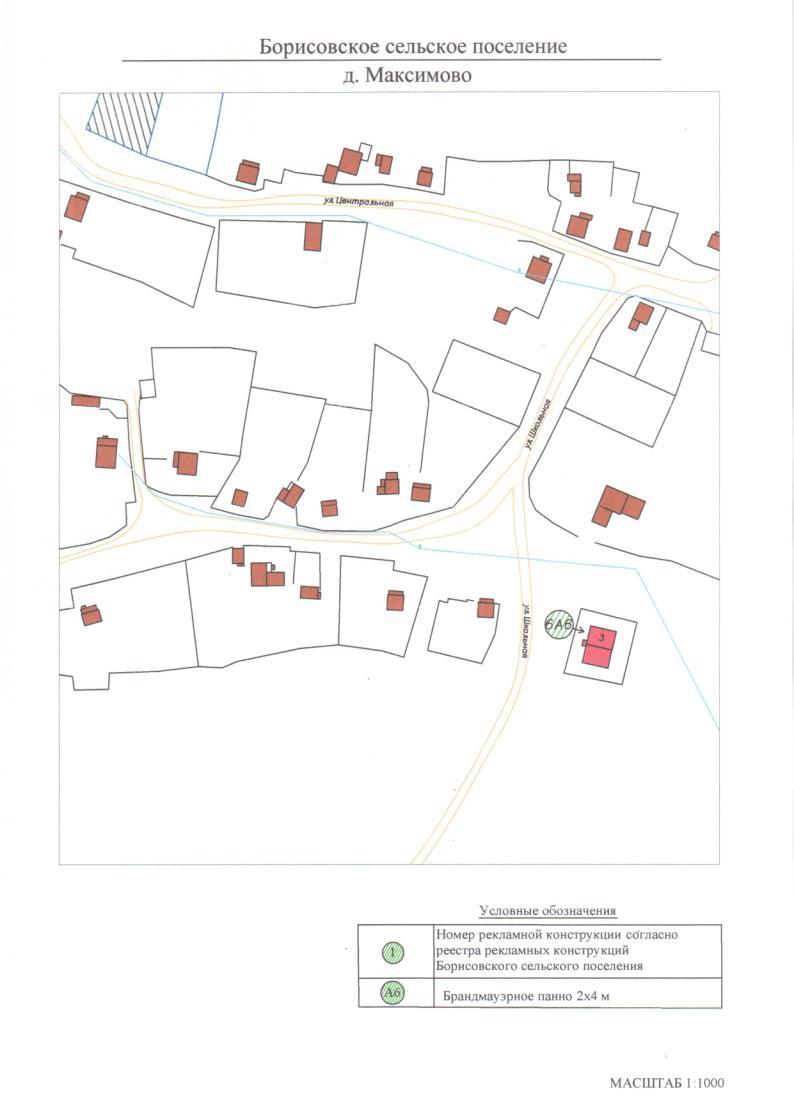 Борисовское сельское поселение
д. Максимово
ул. Центральная
ул. Школьная
ул. Школьная
6А6
3
Условные обозначения
1
Номер рекламной конструкции согласно
реестра рекламных конструкций
Борисовского сельского поселения
А6
Брандмауэрное панно 2х4 м
МАСШТАБ 1:1000